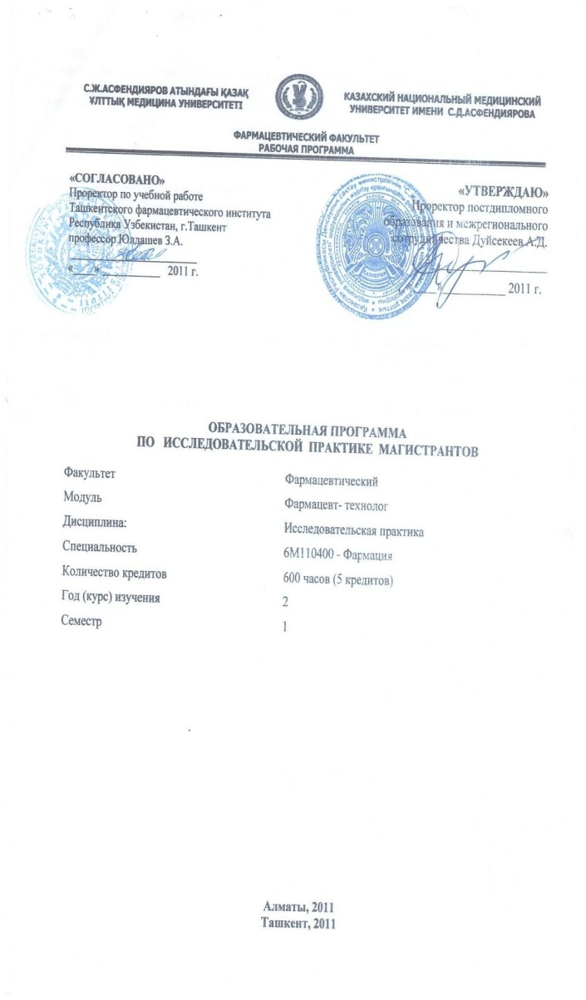 С.Ж.АСФЕНДИЯРОВ АТЫНДАҒЫ ҚАЗАҚ
ҰЛТТЫҚ МЕДИЦИНА УНИВЕРСИТЕТІ
КАЗАХСКИЙ НАЦИОНАЛЬНЫЙ МЕДИЦИНСКИЙ
УНИВЕРСИТЕТ ИМЕНИ С.Д.АСФЕНДИЯРОВА
ФАРМАЦЕВТИЧЕСКИЙ ФАКУЛЬТЕТ
РАБОЧАЯ ПРОГРАММА
«СОГЛАСОВАНО»
Проректор по учебной работе
Ташкентского фармацевтического института
Республика Узбекистан, г.Ташкент
профессор Юлдашев З.А.
«___» __________ 2011 г.
«УТВЕРЖДАЮ»
Проректор постдипломного
образования и межрегионального
сотрудничества Дуйсекеев А.Д.
«___» ___________ 2011 г.
ҚАЗАҚСТАН
ОБРАЗОВАТЕЛЬНАЯ ПРОГРАММА
ПО ИССЛЕДОВАТЕЛЬСКОЙ ПРАКТИКЕ МАГИСТРАНТОВ
Факультет Фармацевтический
Модуль Фармацевт- технолог
Дисциплина: Исследовательская практика
Специальность 6М110400 - Фармация
Количество кредитов 600 часов (5 кредитов)
Год (курс) изучения 2
Семестр 1
Алматы, 2011
Ташкент, 2011